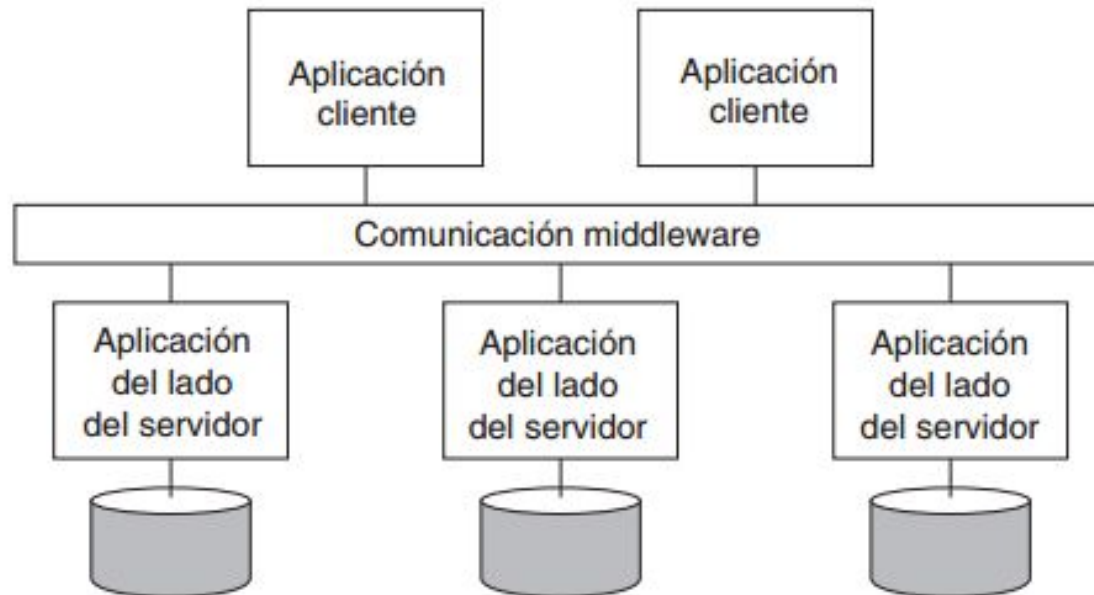 Aplicación
cliente
Aplicación
cliente
Comunicación middleware
Aplicación
del lado
del servidor
Aplicación
del lado
del servidor
Aplicación
del lado
del servidor